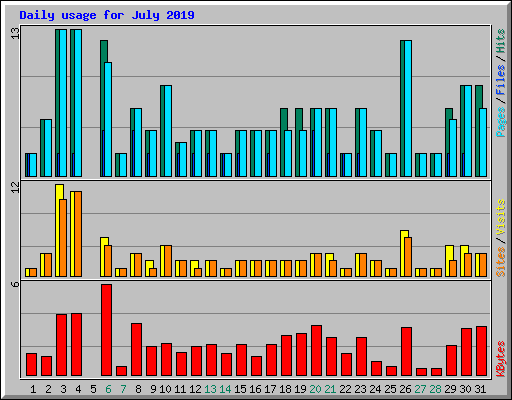 Daily usage for July 2019
13
Pages / Files / Hits
12
Sites / Visits
6
KBytes
1 2 3 4 5 6 7 8 9 10 11 12 13 14 15 16 17 18 19 20 21 22 23 24 25 26 27 28 29 30 31